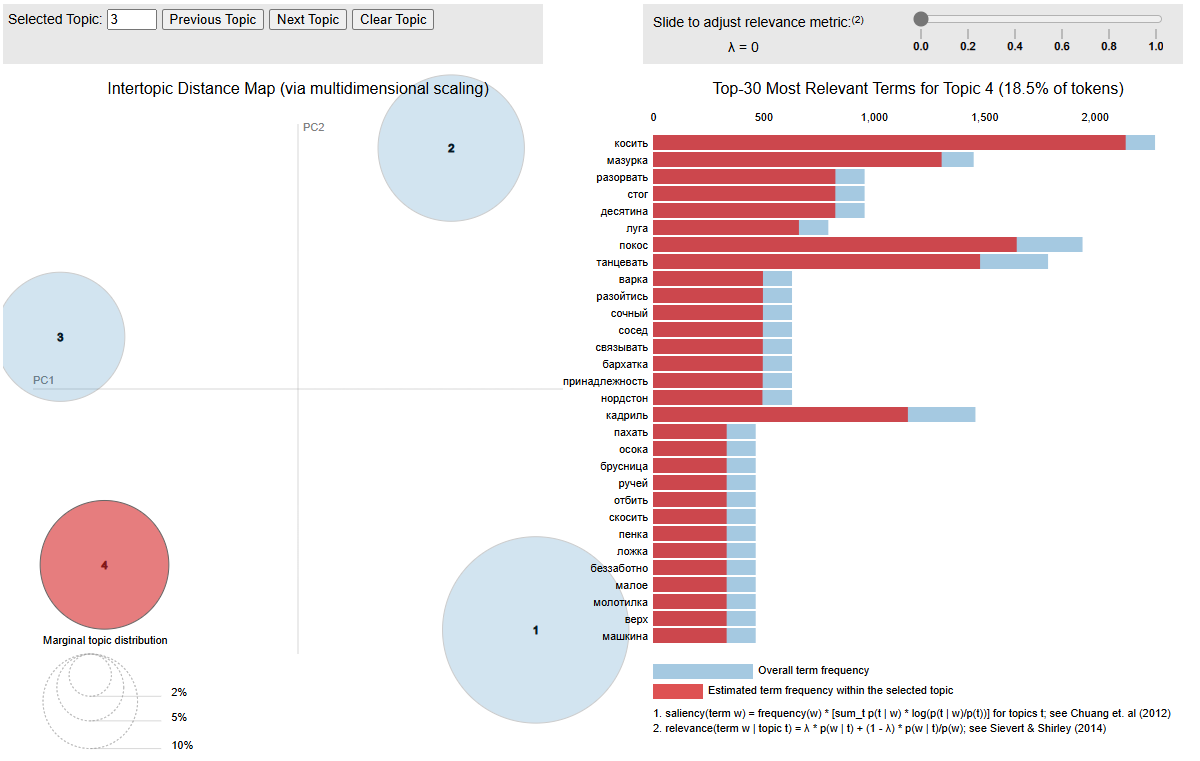 Selected Topic: 3 Previous Topic Next Topic Clear Topic
Slide to adjust relevance metric:(2)
λ = 0
0.0 0.2 0.4 0.6 0.8 1.0
Intertopic Distance Map (via multidimensional scaling)
PC2
2
3
PC1
4
1
Marginal topic distribution
2%
5%
10%
Top-30 Most Relevant Terms for Topic 4 (18.5% of tokens)
0 500 1,000 1,500 2,000
косить
мазурка
разорвать
стог
десятина
луга
покос
танцевать
варка
разойтись
сочный
сосед
связывать
бархатка
принадлежность
нордстон
кадриль
пахать
осока
брусница
ручей
отбить
скосить
пенка
ложка
беззаботно
малое
молотилка
верх
машкина
Overall term frequency
Estimated term frequency within the selected topic
1. saliency(term w) = frequency(w) * [sum_t p(t | w) * log(p(t | w)/p(t))] for topics t; see Chuang et. al (2012)
2. relevance(term w | topic t) = λ * p(w | t) + (1 - λ) * p(w | t)/p(w); see Sievert & Shirley (2014)